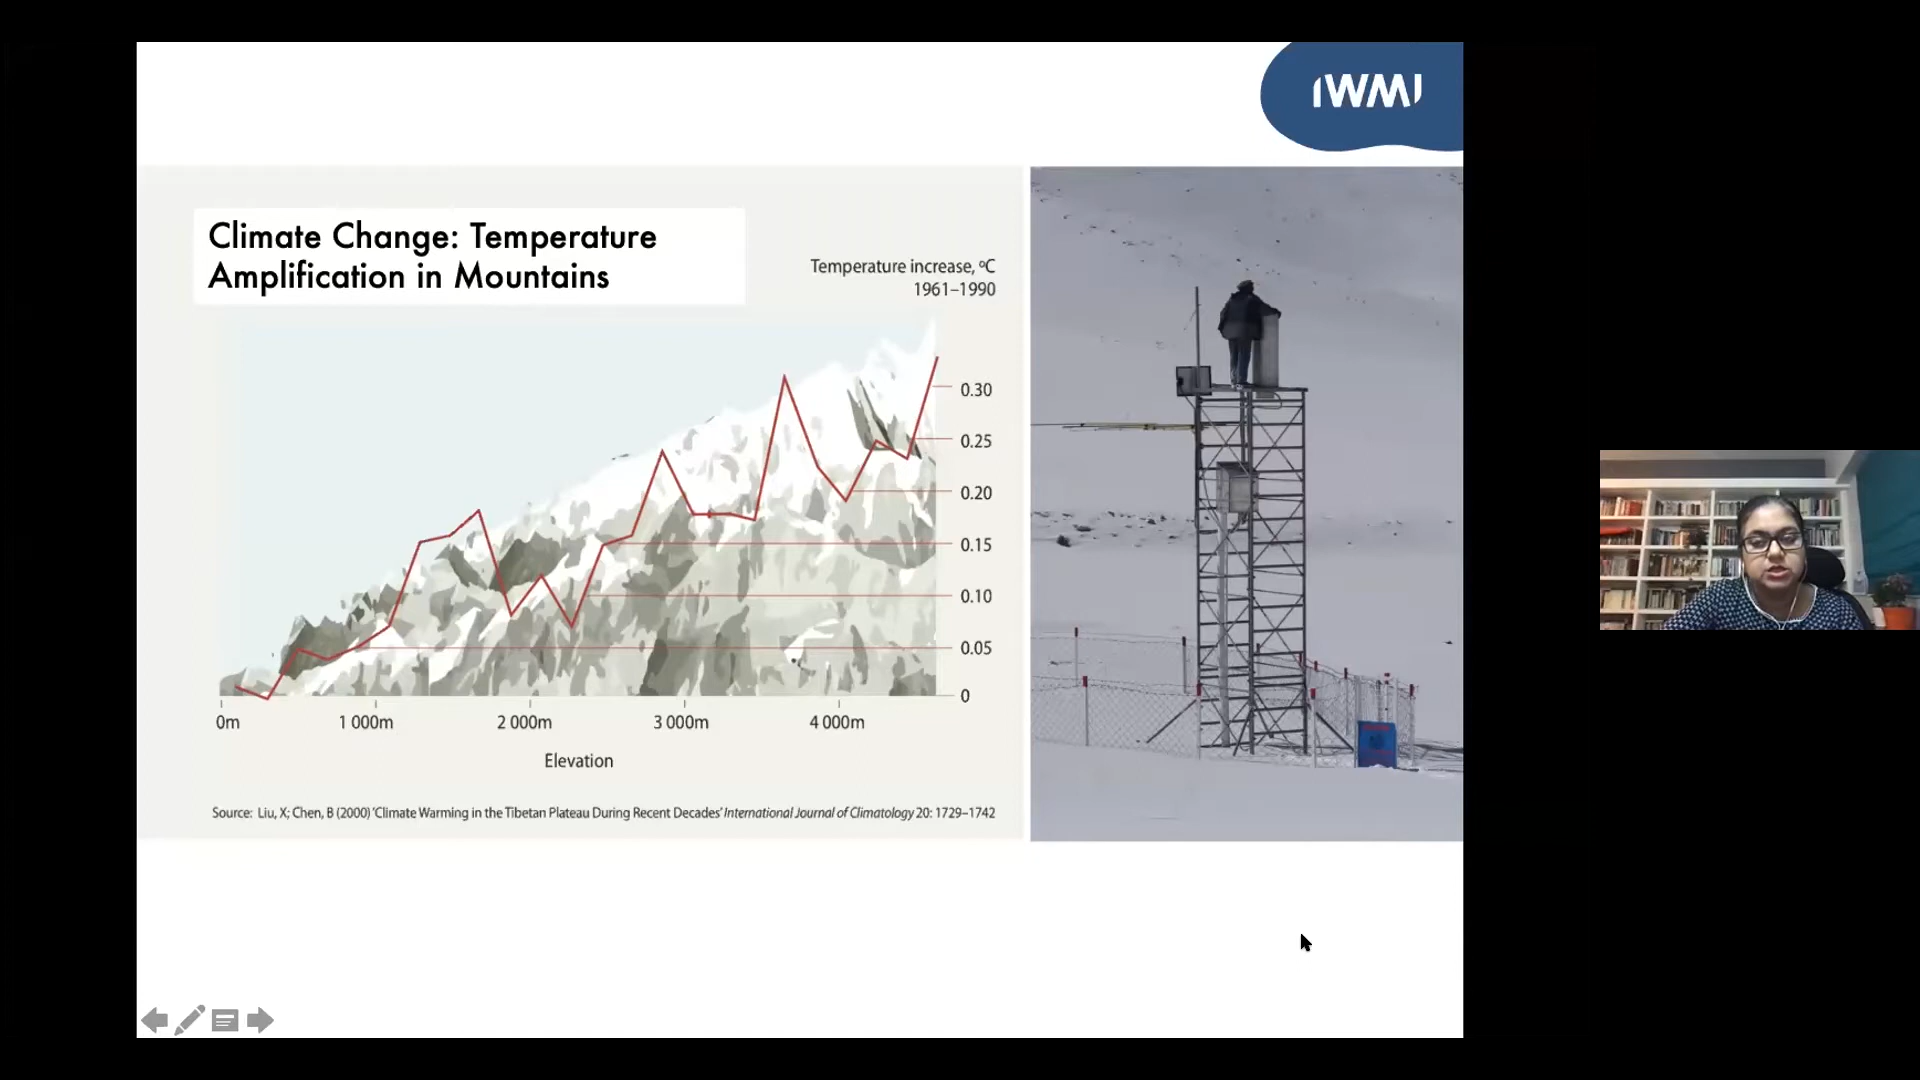 IWMI
Climate Change: Temperature
Amplification in Mountains
Temperature increase, ºC
1961–1990
0.30
0.25
0.20
0.15
0.10
0.05
0
0m
1 000m
2 000m
3 000m
4 000m
Elevation
Source: Liu, X; Chen, B (2000) 'Climate Warming in the Tibetan Plateau During Recent Decades' International Journal of Climatology 20: 1729–1742